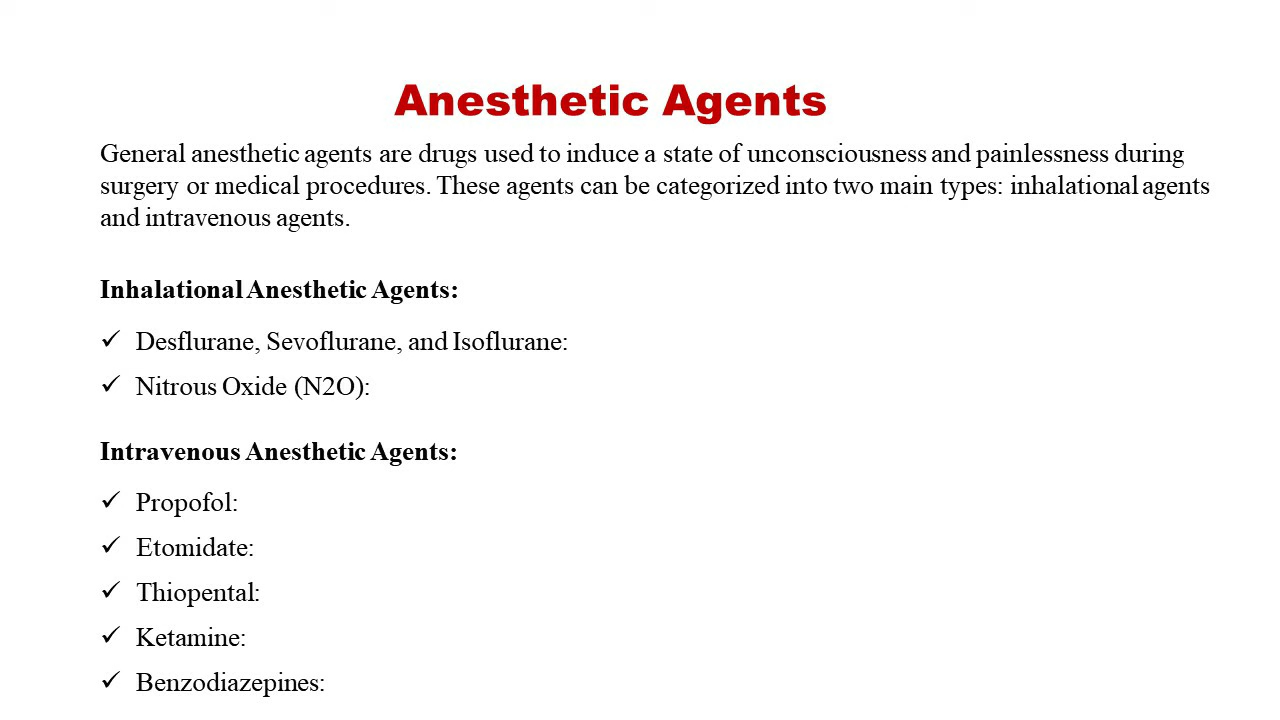 Anesthetic Agents
General anesthetic agents are drugs used to induce a state of unconsciousness and painlessness during
surgery or medical procedures. These agents can be categorized into two main types: inhalational agents
and intravenous agents.
Inhalational Anesthetic Agents:
✓ Desflurane, Sevoflurane, and Isoflurane:
✓ Nitrous Oxide (N2O):
Intravenous Anesthetic Agents:
✓ Propofol:
✓ Etomidate:
✓ Thiopental:
✓ Ketamine:
✓ Benzodiazepines: